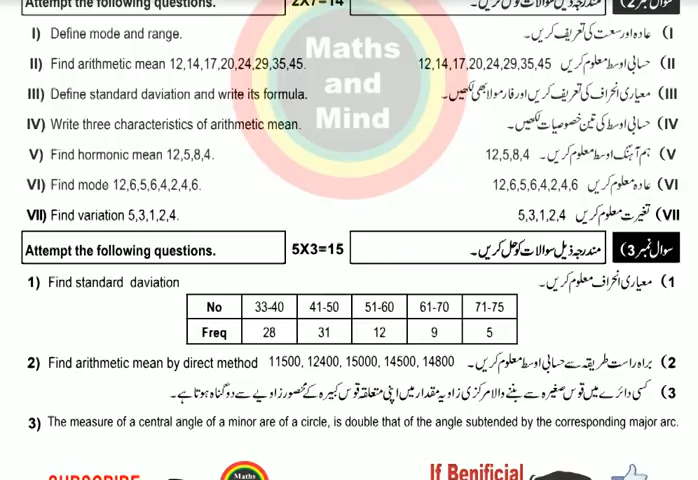 Attempt the following questions. 2X7=14 مندرجہ ذیل سوالات کو حل کریں۔ سوال نمبر 2)
I) Define mode and range. I) عادہ اور سعت کی تعریف کریں۔
II) Find arithmetic mean 12,14,17,20,24,29,35,45. II) حسابی اوسط معلوم کریں 12,14,17,20,24,29,35,45
III) Define standard daviation and write its formula. III) معیاری انحراف کی تعریف کریں اور فارمولا بھی لکھیں۔
IV) Write three characteristics of arithmetic mean. IV) حسابی اوسط کی تین خصوصیات لکھیں۔
V) Find hormonic mean 12,5,8,4. V) ہم آہنگ اوسط معلوم کریں۔ 12,5,8,4
VI) Find mode 12,6,5,6,4,2,4,6. VI) عادہ معلوم کریں 12,6,5,6,4,2,4,6
VII) Find variation 5,3,1,2,4. VII) تغیرت معلوم کریں 5,3,1,2,4
Maths
and
Mind
Attempt the following questions. 5X3=15 مندرجہ ذیل سوالات کو حل کریں۔ سوال نمبر 3)
1) Find standard daviation 1) معیاری انحراف معلوم کریں۔
No 33-40 41-50 51-60 61-70 71-75
Freq 28 31 12 9 5
2) Find arithmetic mean by direct method 11500, 12400, 15000, 14500, 14800 2) براہ راست طریقہ سے حسابی اوسط معلوم کریں۔
3) کسی دائرے میں قوس صغیرہ سے بننے والا مرکزی زاویہ مقدار میں اپنی متعلقہ قوس کبیرہ کے محصور زاویے سے دو گناہ ہوتا ہے۔
3) The measure of a central angle of a minor are of a circle, is double that of the angle subtended by the corresponding major arc.
SUBSCRIBE Maths If Benificial